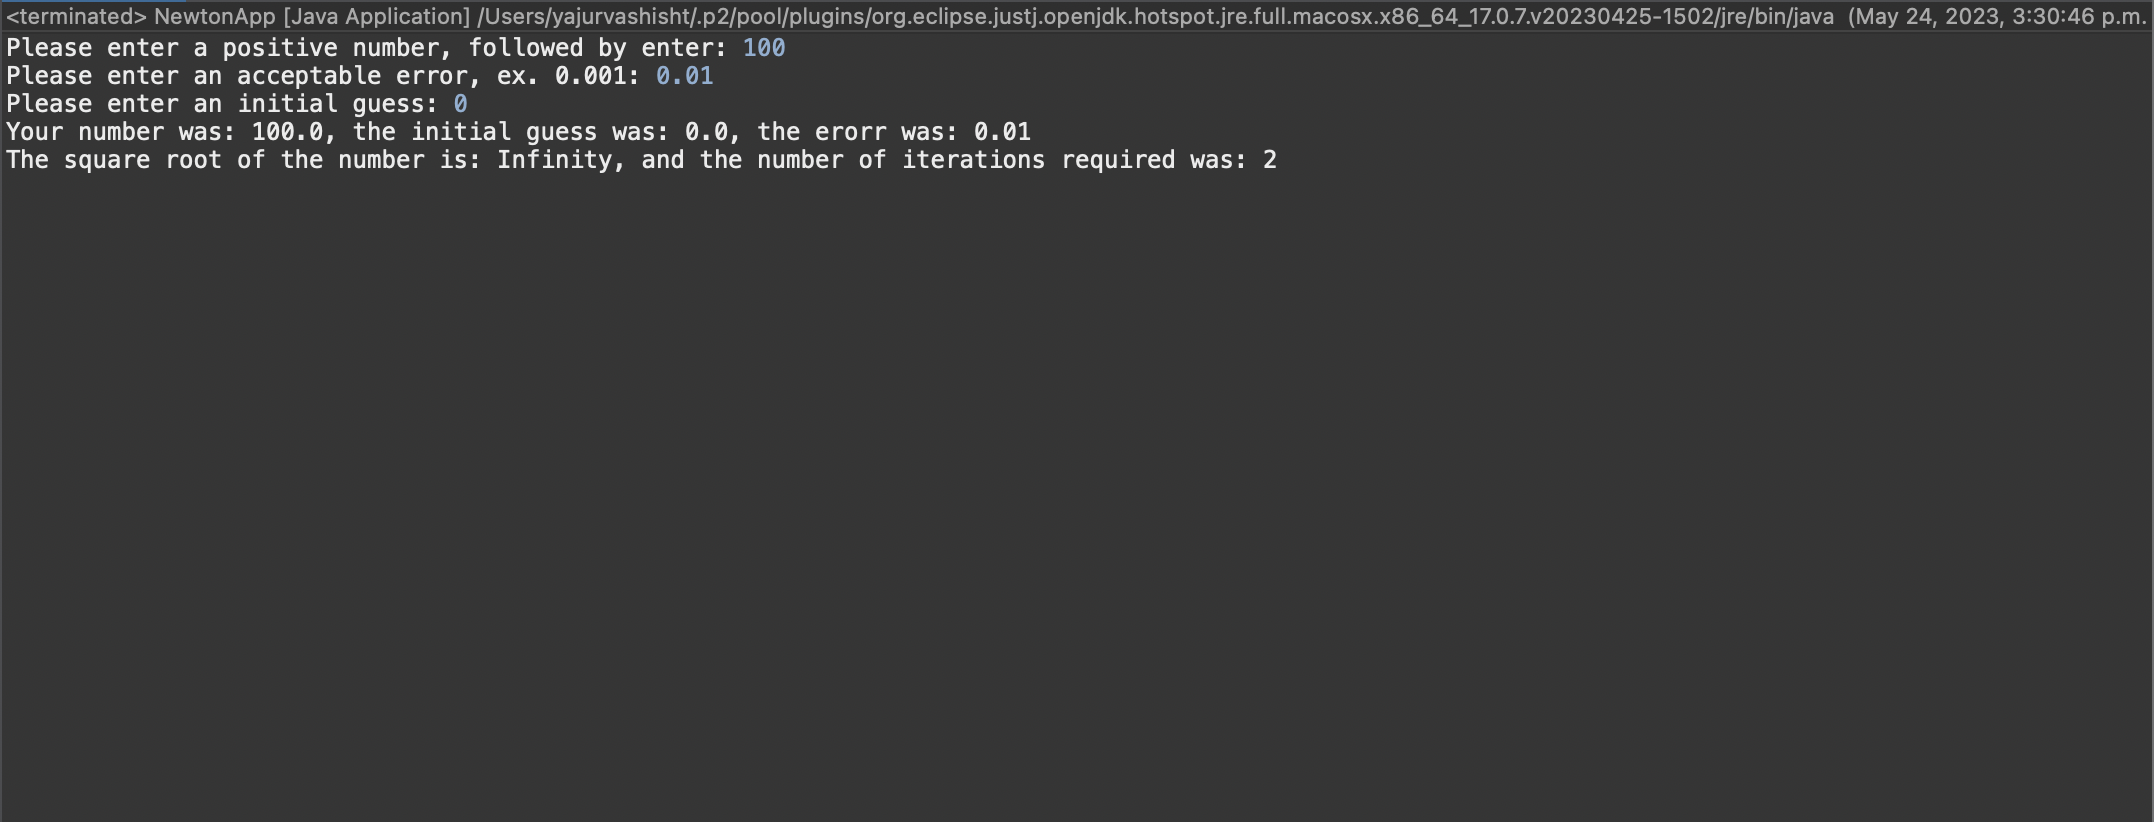 <terminated> NewtonApp [Java Application] /Users/yajurvashisht/.p2/pool/plugins/org.eclipse.justj.openjdk.hotspot.jre.full.macosx.x86_64_17.0.7.v20230425-1502/jre/bin/java (May 24, 2023, 3:30:46 p.m.
Please enter a positive number, followed by enter: 100
Please enter an acceptable error, ex. 0.001: 0.01
Please enter an initial guess: 0
Your number was: 100.0, the initial guess was: 0.0, the erorr was: 0.01
The square root of the number is: Infinity, and the number of iterations required was: 2